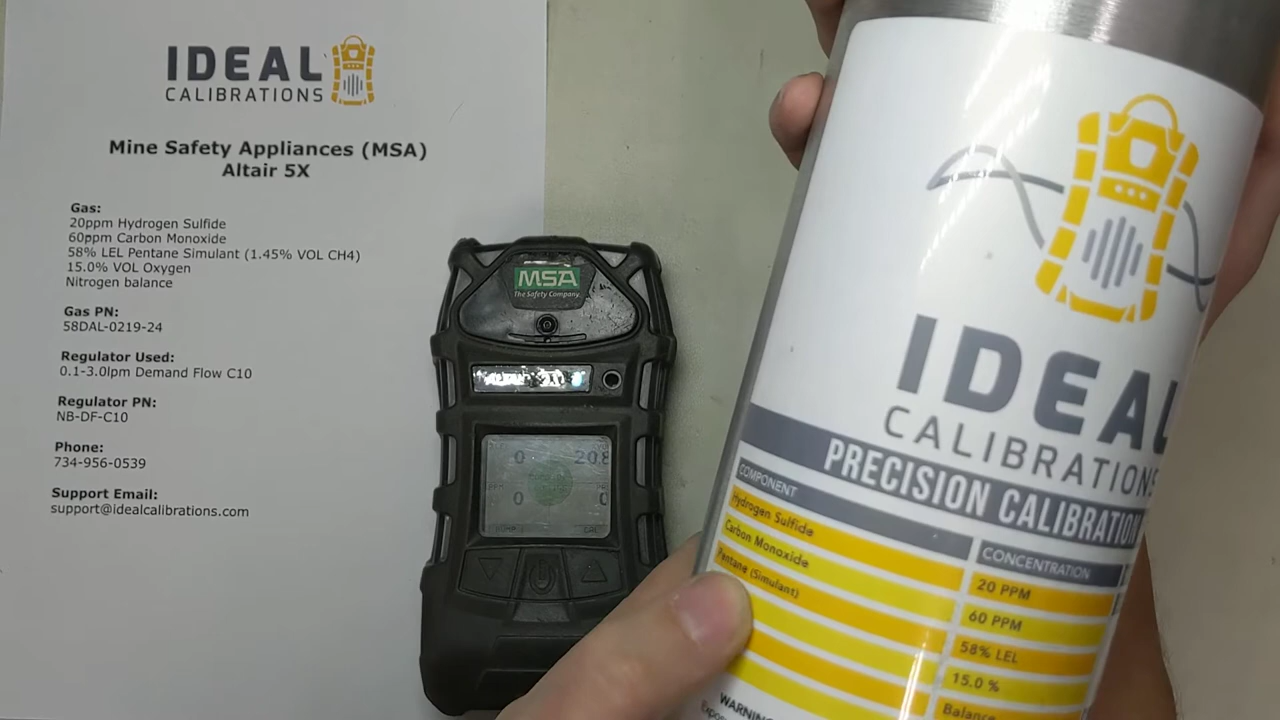 IDEAL
CALIBRATIONS
Mine Safety Appliances (MSA)
Altair 5X
Gas:
20ppm Hydrogen Sulfide
60ppm Carbon Monoxide
58% LEL Pentane Simulant (1.45% VOL CH4)
15.0% VOL Oxygen
Nitrogen balance
Gas PN:
58DAL-0219-24
Regulator Used:
0.1-3.0lpm Demand Flow C10
Regulator PN:
NB-DF-C10
Phone:
734-956-0539
Support Email:
support@idealcalibrations.com
MSA
The Safety Company
0 20.8
0 0
IDEAL
CALIBRATIONS
PRECISION CALIBRATION
COMPONENT CONCENTRATION
Hydrogen Sulfide 20 PPM
Carbon Monoxide 60 PPM
Pentane (Simulant) 58% LEL
15.0 %
Balance
WARNING